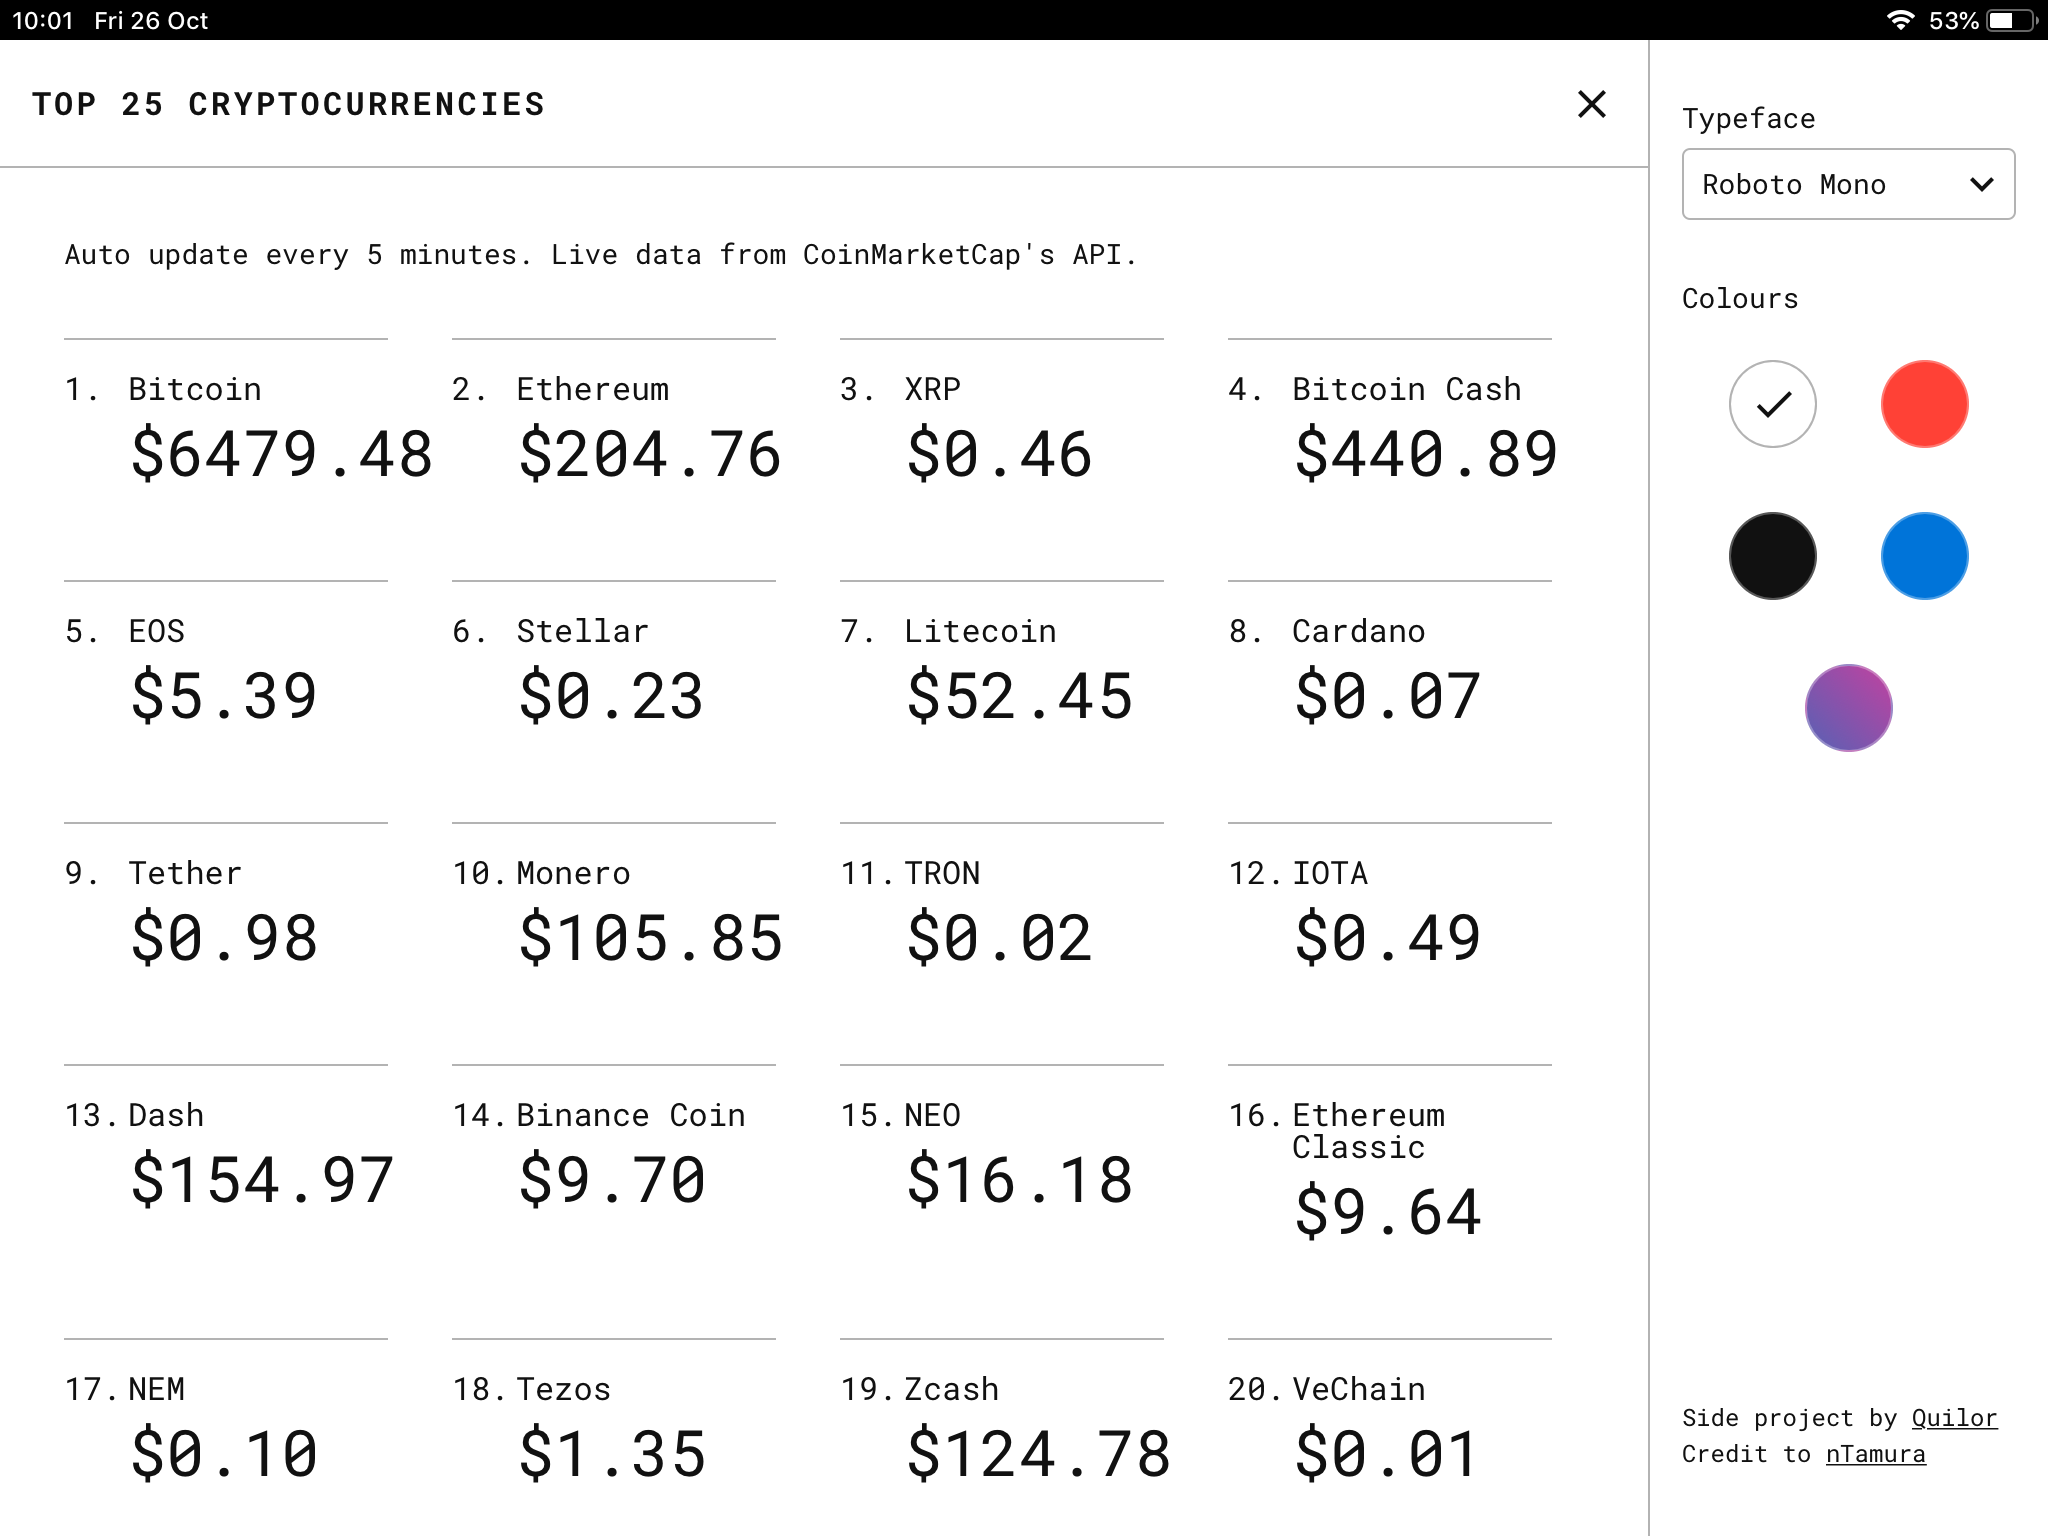 10:01 Fri 26 Oct 53%
TOP 25 CRYPTOCURRENCIES
Auto update every 5 minutes. Live data from CoinMarketCap's API.
1. Bitcoin
$6479.48
2. Ethereum
$204.76
3. XRP
$0.46
4. Bitcoin Cash
$440.89
5. EOS
$5.39
6. Stellar
$0.23
7. Litecoin
$52.45
8. Cardano
$0.07
9. Tether
$0.98
10. Monero
$105.85
11. TRON
$0.02
12. IOTA
$0.49
13. Dash
$154.97
14. Binance Coin
$9.70
15. NEO
$16.18
16. Ethereum
Classic
$9.64
17. NEM
$0.10
18. Tezos
$1.35
19. Zcash
$124.78
20. VeChain
$0.01
Typeface
Roboto Mono
Colours
Side project by Quilor
Credit to nTamura